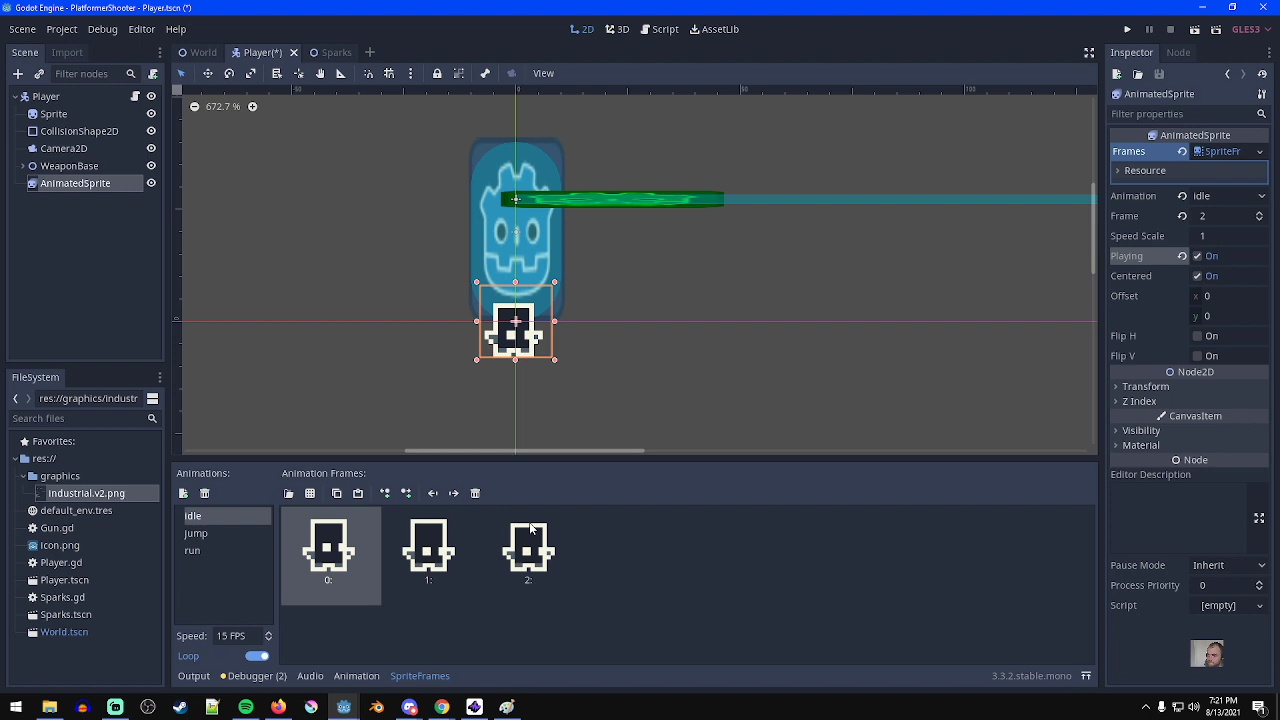 Godot Engine - PlatformerShooter - Player.tscn (*)
Scene Project Debug Editor Help
2D 3D Script AssetLib
GLES3
Scene Import
World Player(*) Sparks
Inspector Node
Filter nodes
View
AnimatedSprite
Filter properties
Player
Sprite
CollisionShape2D
Camera2D
WeaponBase
AnimatedSprite
672.7 %
-50 0 50 100
AnimatedSprite
Frames SpriteFr
Resource
Animation idle
Frame 2
Speed Scale 1
Playing On
Centered On
Offset x 0
y 0
Flip H On
Flip V On
Node2D
Transform
Z Index
CanvasItem
Visibility
Material
Node
Editor Description
Pause Mode Inherit
Process Priority 0
Script [empty]
FileSystem
res://graphics/industr
Search files
Favorites:
res://
graphics
industrial.v2.png
default_env.tres
Gun.gd
Icon.png
Player.gd
Player.tscn
Sparks.gd
Sparks.tscn
World.tscn
Animations:
idle
jump
run
Speed: 15 FPS
Loop
Animation Frames:
0: 1: 2:
Output Debugger (2) Audio Animation SpriteFrames
3.3.2.stable.mono
7:21 PM
8/13/2021